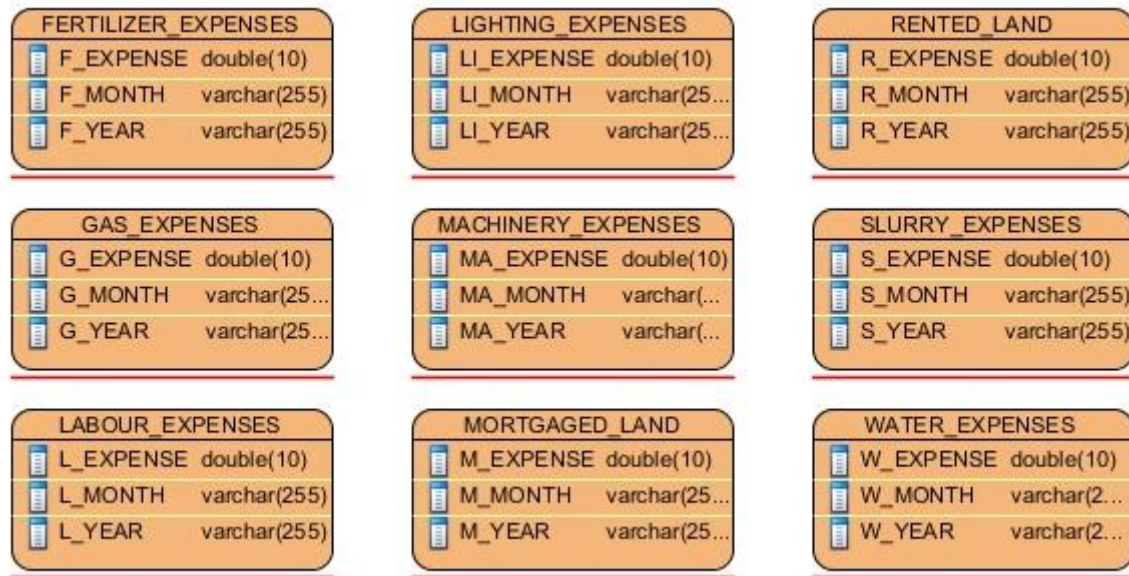 FERTILIZER_EXPENSES
F_EXPENSE double(10)
F_MONTH varchar(255)
F_YEAR varchar(255)
LIGHTING_EXPENSES
LI_EXPENSE double(10)
LI_MONTH varchar(25...
LI_YEAR varchar(25...
RENTED_LAND
R_EXPENSE double(10)
R_MONTH varchar(255)
R_YEAR varchar(255)
GAS_EXPENSES
G_EXPENSE double(10)
G_MONTH varchar(25...
G_YEAR varchar(25...
MACHINERY_EXPENSES
MA_EXPENSE double(10)
MA_MONTH varchar(...
MA_YEAR varchar(...
SLURRY_EXPENSES
S_EXPENSE double(10)
S_MONTH varchar(255)
S_YEAR varchar(255)
LABOUR_EXPENSES
L_EXPENSE double(10)
L_MONTH varchar(255)
L_YEAR varchar(255)
MORTGAGED_LAND
M_EXPENSE double(10)
M_MONTH varchar(25...
M_YEAR varchar(25...
WATER_EXPENSES
W_EXPENSE double(10)
W_MONTH varchar(2...
W_YEAR varchar(2...